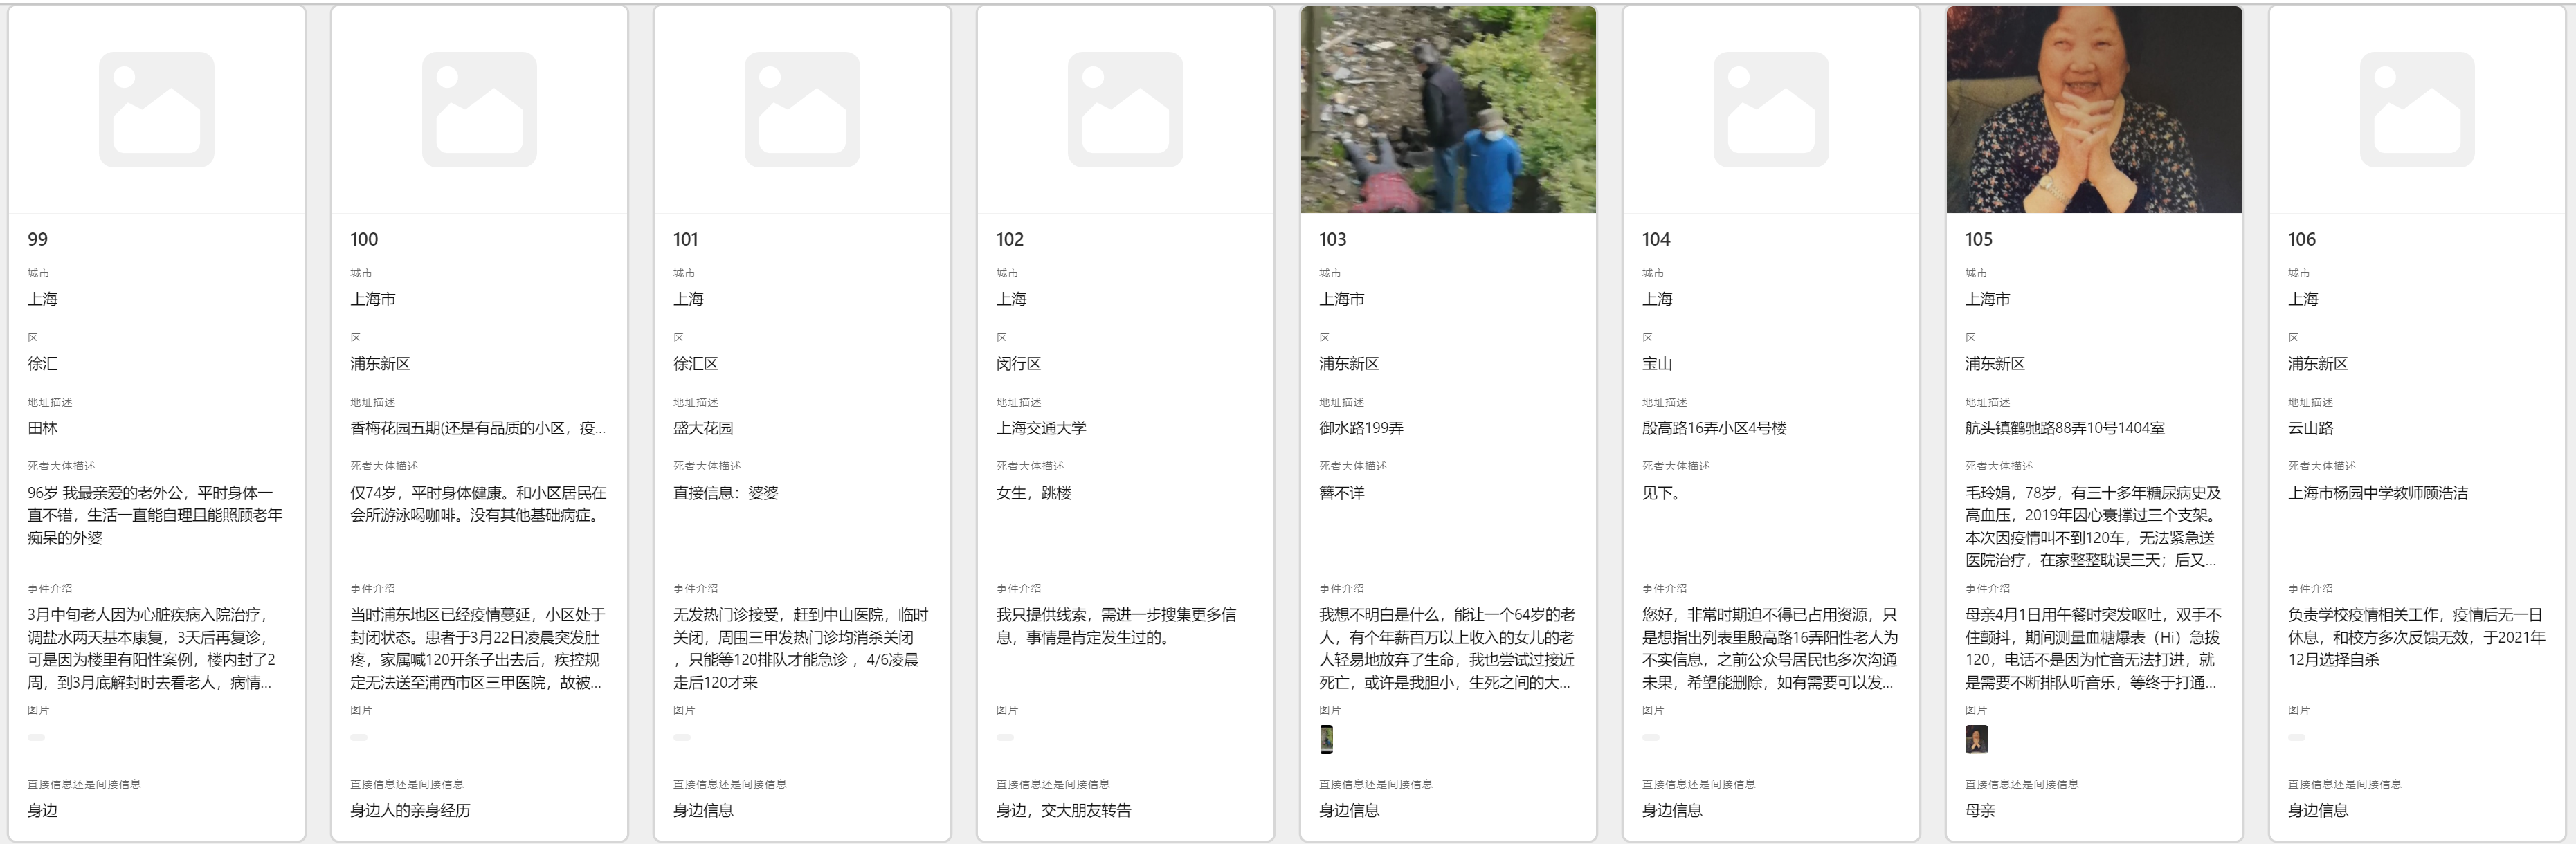 99
城市
上海
区
徐汇
地址描述
田林
死者大体描述
96岁 我最亲爱的老外公，平时身体一
直不错，生活一直能自理且能照顾老年
痴呆的外婆
事件介绍
3月中旬老人因为心脏疾病入院治疗，
调盐水两天基本康复，3天后再复诊，
可是因为楼里有阳性案例，楼内封了2
周，到3月底解封时去看老人，病情...
图片
直接信息还是间接信息
身边
100
城市
上海市
区
浦东新区
地址描述
香梅花园五期(还是有品质的小区，疫...
死者大体描述
仅74岁，平时身体健康。和小区居民在
会所游泳喝咖啡。没有其他基础病症。
事件介绍
当时浦东地区已经疫情蔓延，小区处于
封闭状态。患者于3月22日凌晨突发肚
疼，家属喊120开条子出去后，疾控规
定无法送至浦西市区三甲医院，故被...
图片
直接信息还是间接信息
身边人的亲身经历
101
城市
上海
区
徐汇区
地址描述
盛大花园
死者大体描述
直接信息：婆婆
事件介绍
无发热门诊接受，赶到中山医院，临时
关闭，周围三甲发热门诊均消杀关闭
，只能等120排队才能急诊 ，4/6凌晨
走后120才来
图片
直接信息还是间接信息
身边信息
102
城市
上海
区
闵行区
地址描述
上海交通大学
死者大体描述
女生，跳楼
事件介绍
我只提供线索，需进一步搜集更多信
息，事情是肯定发生过的。
图片
直接信息还是间接信息
身边，交大朋友转告
103
城市
上海市
区
浦东新区
地址描述
御水路199弄
死者大体描述
簪不详
事件介绍
我想不明白是什么，能让一个64岁的老
人，有个年薪百万以上收入的女儿的老
人轻易地放弃了生命，我也尝试过接近
死亡，或许是我胆小，生死之间的大...
图片
直接信息还是间接信息
身边信息
104
城市
上海
区
宝山
地址描述
殷高路16弄小区4号楼
死者大体描述
见下。
事件介绍
您好，非常时期迫不得已占用资源，只
是想指出列表里殷高路16弄阳性老人为
不实信息，之前公众号居民也多次沟通
未果，希望能删除，如有需要可以发...
图片
直接信息还是间接信息
身边信息
105
城市
上海市
区
浦东新区
地址描述
航头镇鹤驰路88弄10号1404室
死者大体描述
毛玲娟，78岁，有三十多年糖尿病史及
高血压，2019年因心衰撑过三个支架。
本次因疫情叫不到120车，无法紧急送
医院治疗，在家整整耽误三天；后又...
事件介绍
母亲4月1日用午餐时突发呕吐，双手不
住颤抖，期间测量血糖爆表（Hi）急拨
120，电话不是因为忙音无法打进，就
是需要不断排队听音乐，等终于打通...
图片
直接信息还是间接信息
母亲
106
城市
上海
区
浦东新区
地址描述
云山路
死者大体描述
上海市杨园中学教师顾浩洁
事件介绍
负责学校疫情相关工作，疫情后无一日
休息，和校方多次反馈无效，于2021年
12月选择自杀
图片
直接信息还是间接信息
身边信息